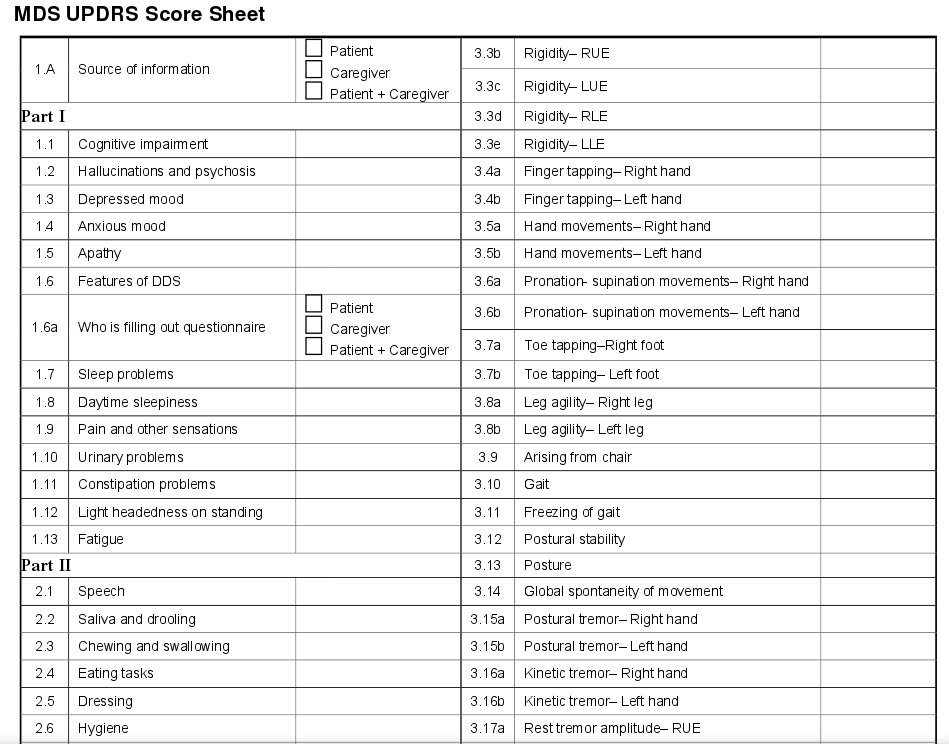 MDS UPDRS Score Sheet
1.A Source of information
Patient
Caregiver
Patient + Caregiver
Part I
1.1 Cognitive impairment
1.2 Hallucinations and psychosis
1.3 Depressed mood
1.4 Anxious mood
1.5 Apathy
1.6 Features of DDS
1.6a Who is filling out questionnaire
Patient
Caregiver
Patient + Caregiver
1.7 Sleep problems
1.8 Daytime sleepiness
1.9 Pain and other sensations
1.10 Urinary problems
1.11 Constipation problems
1.12 Light headedness on standing
1.13 Fatigue
Part II
2.1 Speech
2.2 Saliva and drooling
2.3 Chewing and swallowing
2.4 Eating tasks
2.5 Dressing
2.6 Hygiene
3.3b Rigidity– RUE
3.3c Rigidity– LUE
3.3d Rigidity– RLE
3.3e Rigidity– LLE
3.4a Finger tapping– Right hand
3.4b Finger tapping– Left hand
3.5a Hand movements– Right hand
3.5b Hand movements– Left hand
3.6a Pronation- supination movements– Right hand
3.6b Pronation- supination movements– Left hand
3.7a Toe tapping–Right foot
3.7b Toe tapping– Left foot
3.8a Leg agility– Right leg
3.8b Leg agility– Left leg
3.9 Arising from chair
3.10 Gait
3.11 Freezing of gait
3.12 Postural stability
3.13 Posture
3.14 Global spontaneity of movement
3.15a Postural tremor– Right hand
3.15b Postural tremor– Left hand
3.16a Kinetic tremor– Right hand
3.16b Kinetic tremor– Left hand
3.17a Rest tremor amplitude– RUE